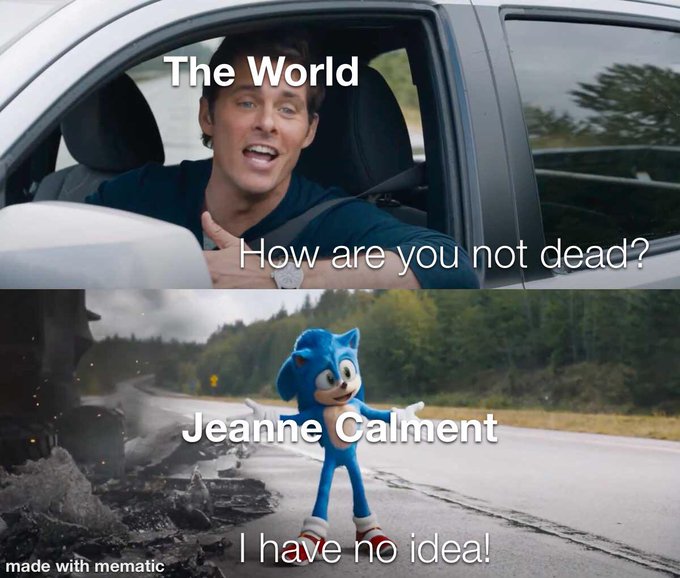 The World
How are you not dead?
Jeanne Calment
I have no idea!
made with mematic